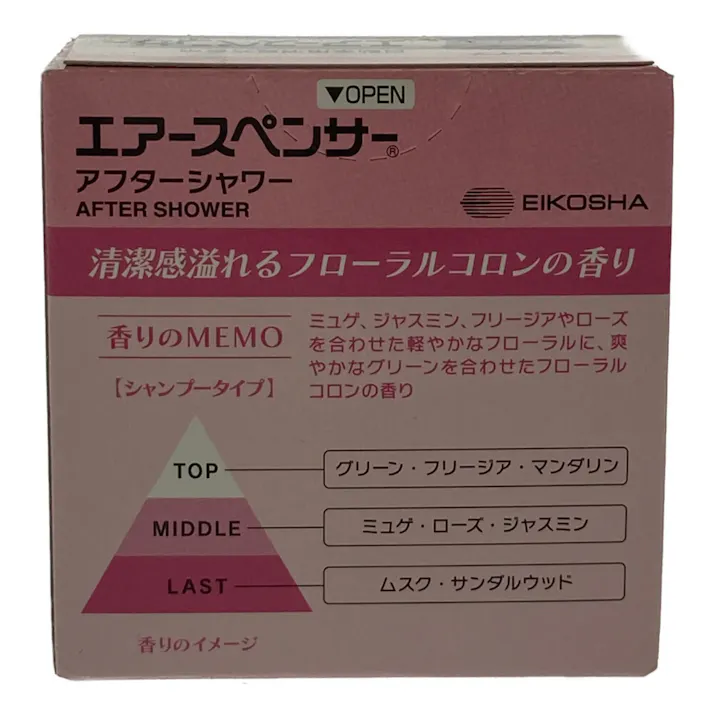 ▼OPEN
エアースペンサー®
アフターシャワー
AFTER SHOWER
EIKOSHA
清潔感溢れるフローラルコロンの香り
香りのMEMO
【シャンプータイプ】
ミュゲ、ジャスミン、フリージアやローズ
を合わせた軽やかなフローラルに、爽
やかなグリーンを合わせたフローラル
コロンの香り
TOP
グリーン・フリージア・マンダリン
MIDDLE
ミュゲ・ローズ・ジャスミン
LAST
ムスク・サンダルウッド
香りのイメージ